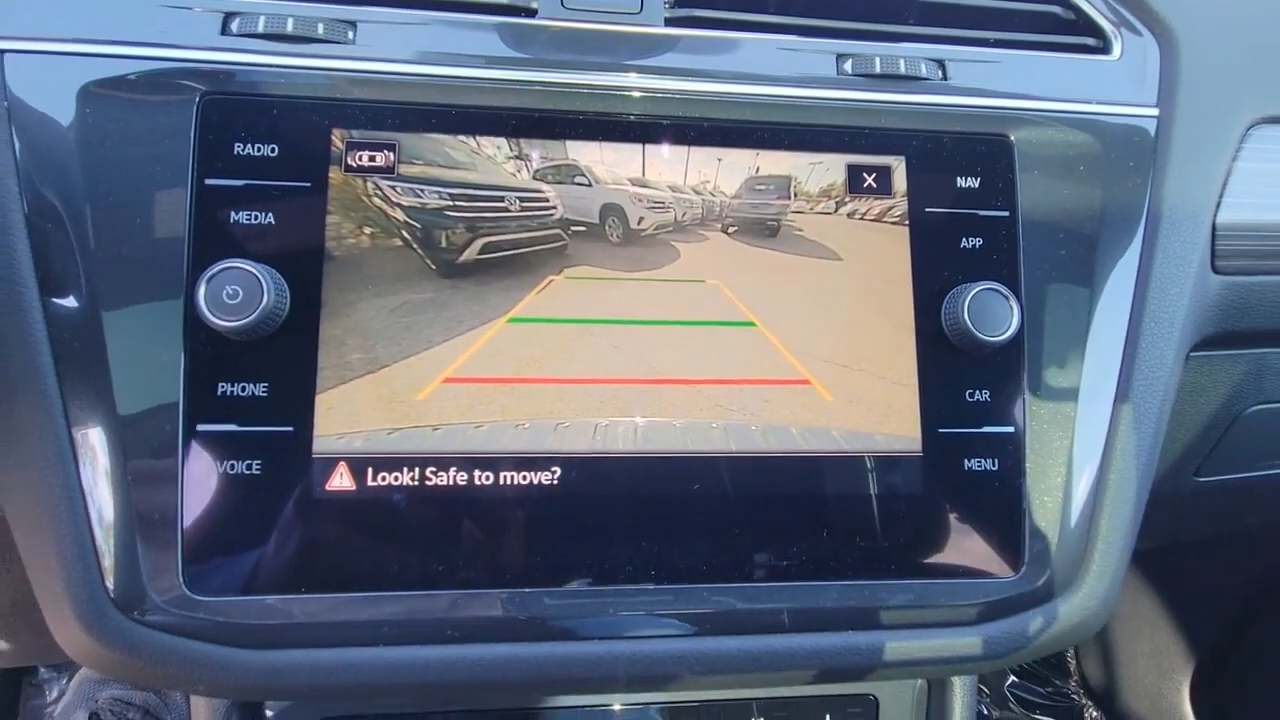 RADIO
MEDIA
PHONE
VOICE
NAV
APP
CAR
MENU
Look! Safe to move?